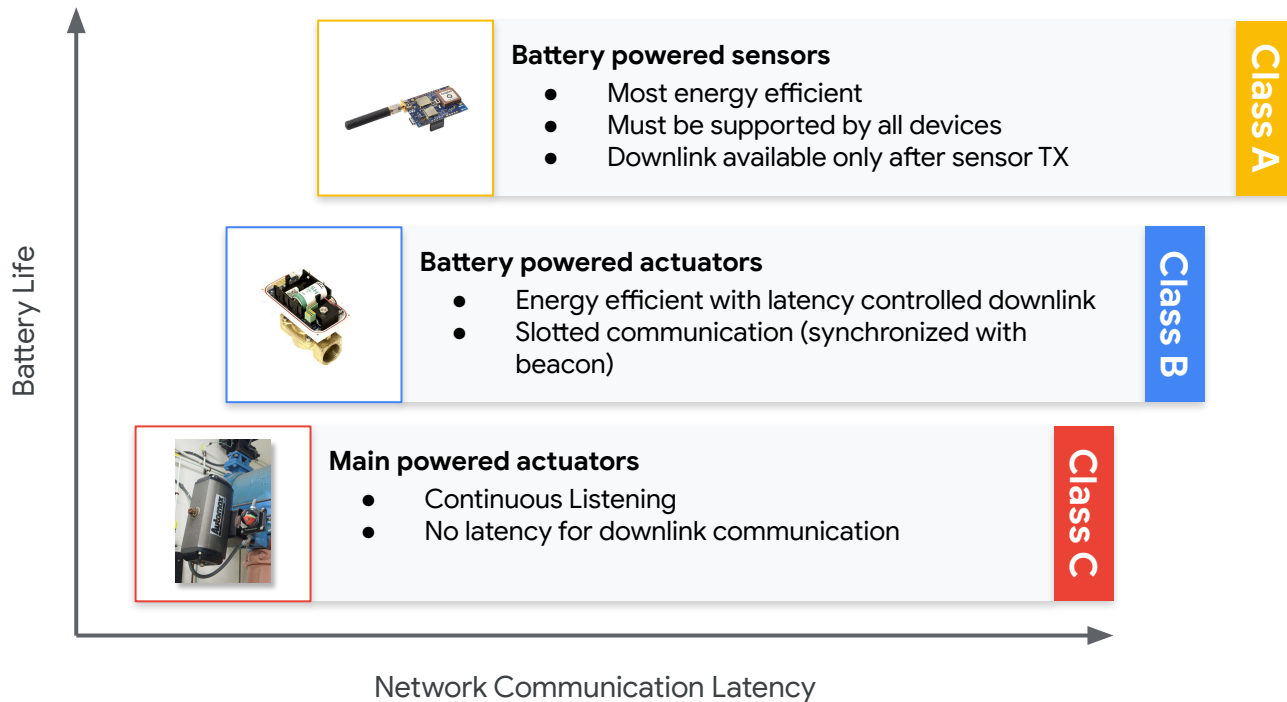 Battery powered sensors
● Most energy efficient
● Must be supported by all devices
● Downlink available only after sensor TX
Class A
Battery powered actuators
● Energy efficient with latency controlled downlink
● Slotted communication (synchronized with
beacon)
Class B
Main powered actuators
● Continuous Listening
● No latency for downlink communication
Class C
Automax
Battery Life
Network Communication Latency